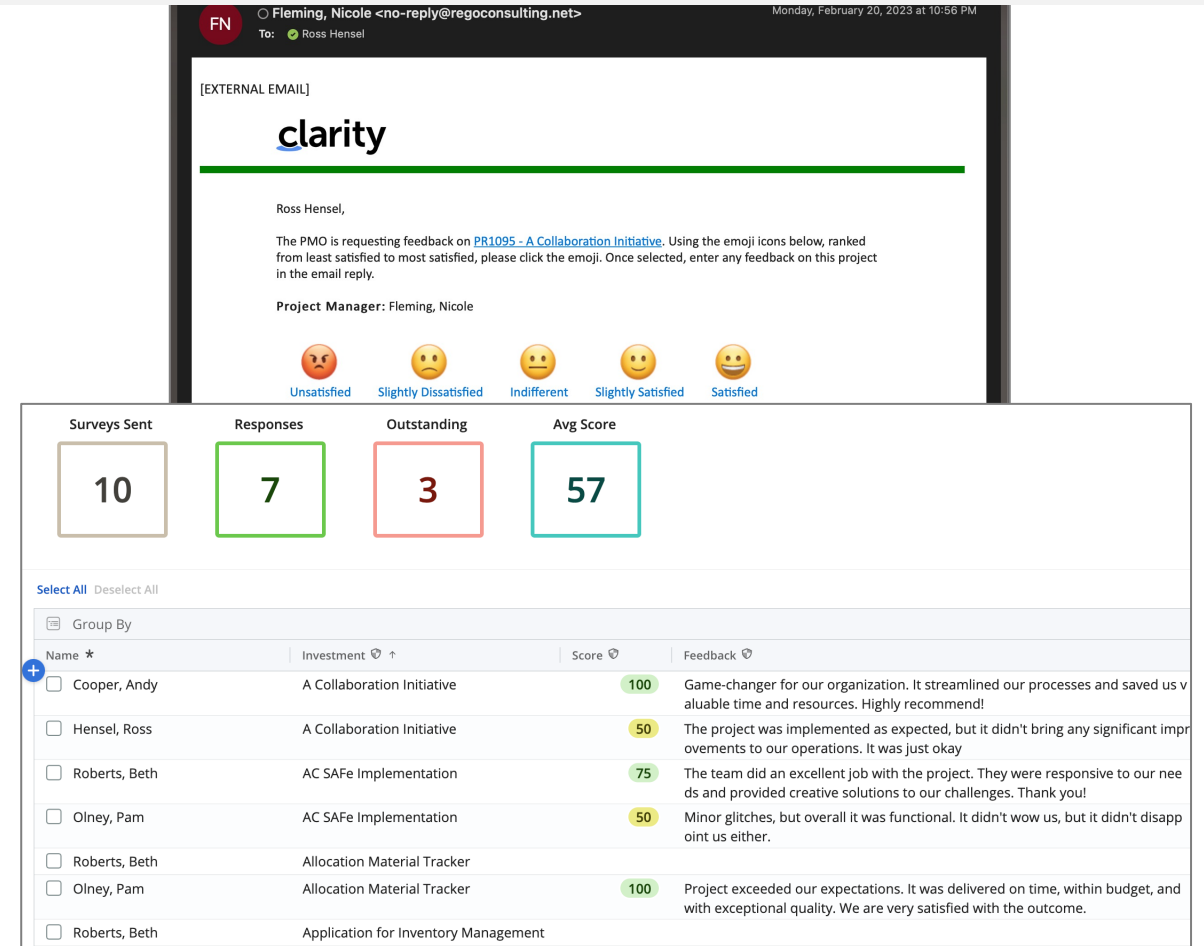 FN
Fleming, Nicole <no-reply@regoconsulting.net>
Monday, February 20, 2023 at 10:56 PM
To: Ross Hensel
[EXTERNAL EMAIL]
clarity
Ross Hensel,
The PMO is requesting feedback on PR1095 - A Collaboration Initiative. Using the emoji icons below, ranked
from least satisfied to most satisfied, please click the emoji. Once selected, enter any feedback on this project
in the email reply.
Project Manager: Fleming, Nicole
Unsatisfied Slightly Dissatisfied Indifferent Slightly Satisfied Satisfied
Surveys Sent Responses Outstanding Avg Score
10 7 3 57
Select All Deselect All
Group By
Name * Investment ↑ Score Feedback
Cooper, Andy A Collaboration Initiative 100 Game-changer for our organization. It streamlined our processes and saved us v
aluable time and resources. Highly recommend!
Hensel, Ross A Collaboration Initiative 50 The project was implemented as expected, but it didn't bring any significant impr
ovements to our operations. It was just okay
Roberts, Beth AC SAFe Implementation 75 The team did an excellent job with the project. They were responsive to our nee
ds and provided creative solutions to our challenges. Thank you!
Olney, Pam AC SAFe Implementation 50 Minor glitches, but overall it was functional. It didn't wow us, but it didn't disapp
oint us either.
Roberts, Beth Allocation Material Tracker
Olney, Pam Allocation Material Tracker 100 Project exceeded our expectations. It was delivered on time, within budget, and
with exceptional quality. We are very satisfied with the outcome.
Roberts, Beth Application for Inventory Management